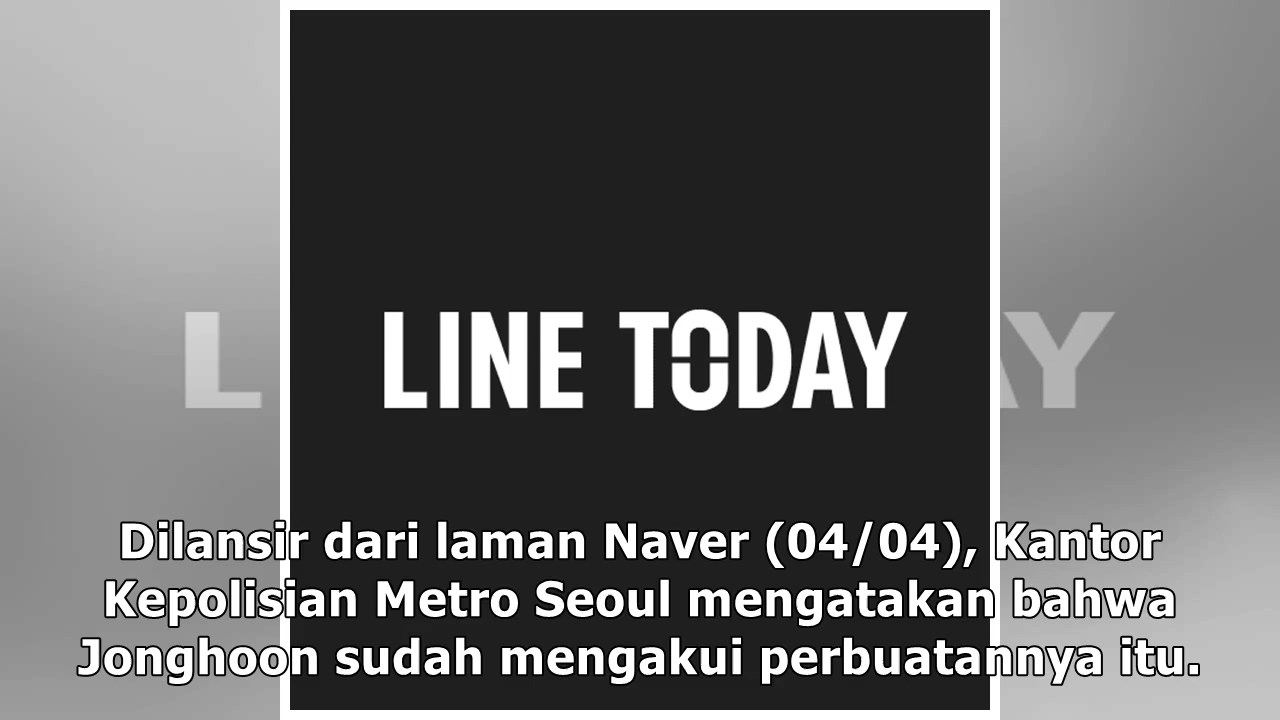 LINE TODAY
L
AY
Dilansir dari laman Naver (04/04), Kantor
Kepolisian Metro Seoul mengatakan bahwa
Jonghoon sudah mengakui perbuatannya itu.